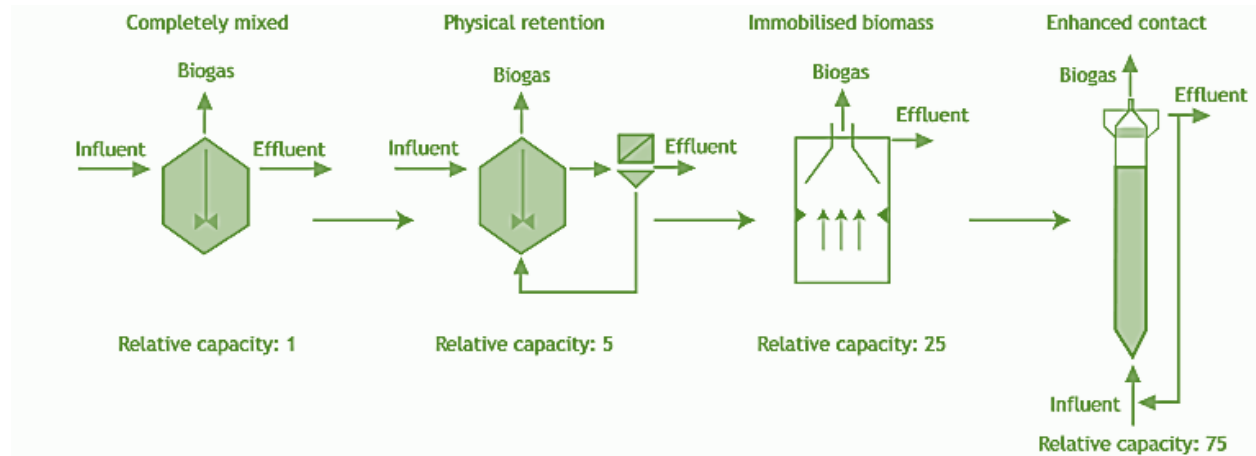 Completely mixed
Physical retention
Immobilised biomass
Enhanced contact
Biogas
Biogas
Biogas
Biogas
Effluent
Effluent
Influent
Effluent
Influent
Effluent
Relative capacity: 1
Relative capacity: 5
Relative capacity: 25
Influent
Relative capacity: 75